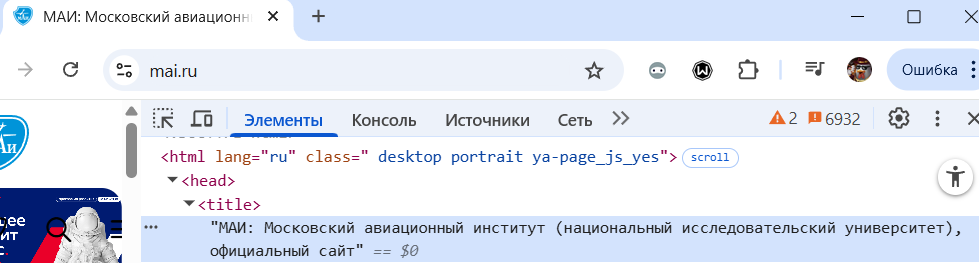 МАИ: Московский авиационн
mai.ru
Ошибка
Элементы Консоль Источники Сеть 2 6932
<html lang="ru" class=" desktop portrait ya-page_js_yes"> scroll
<head>
<title>
"МАИ: Московский авиационный институт (национальный исследовательский университет),
официальный сайт" == $0